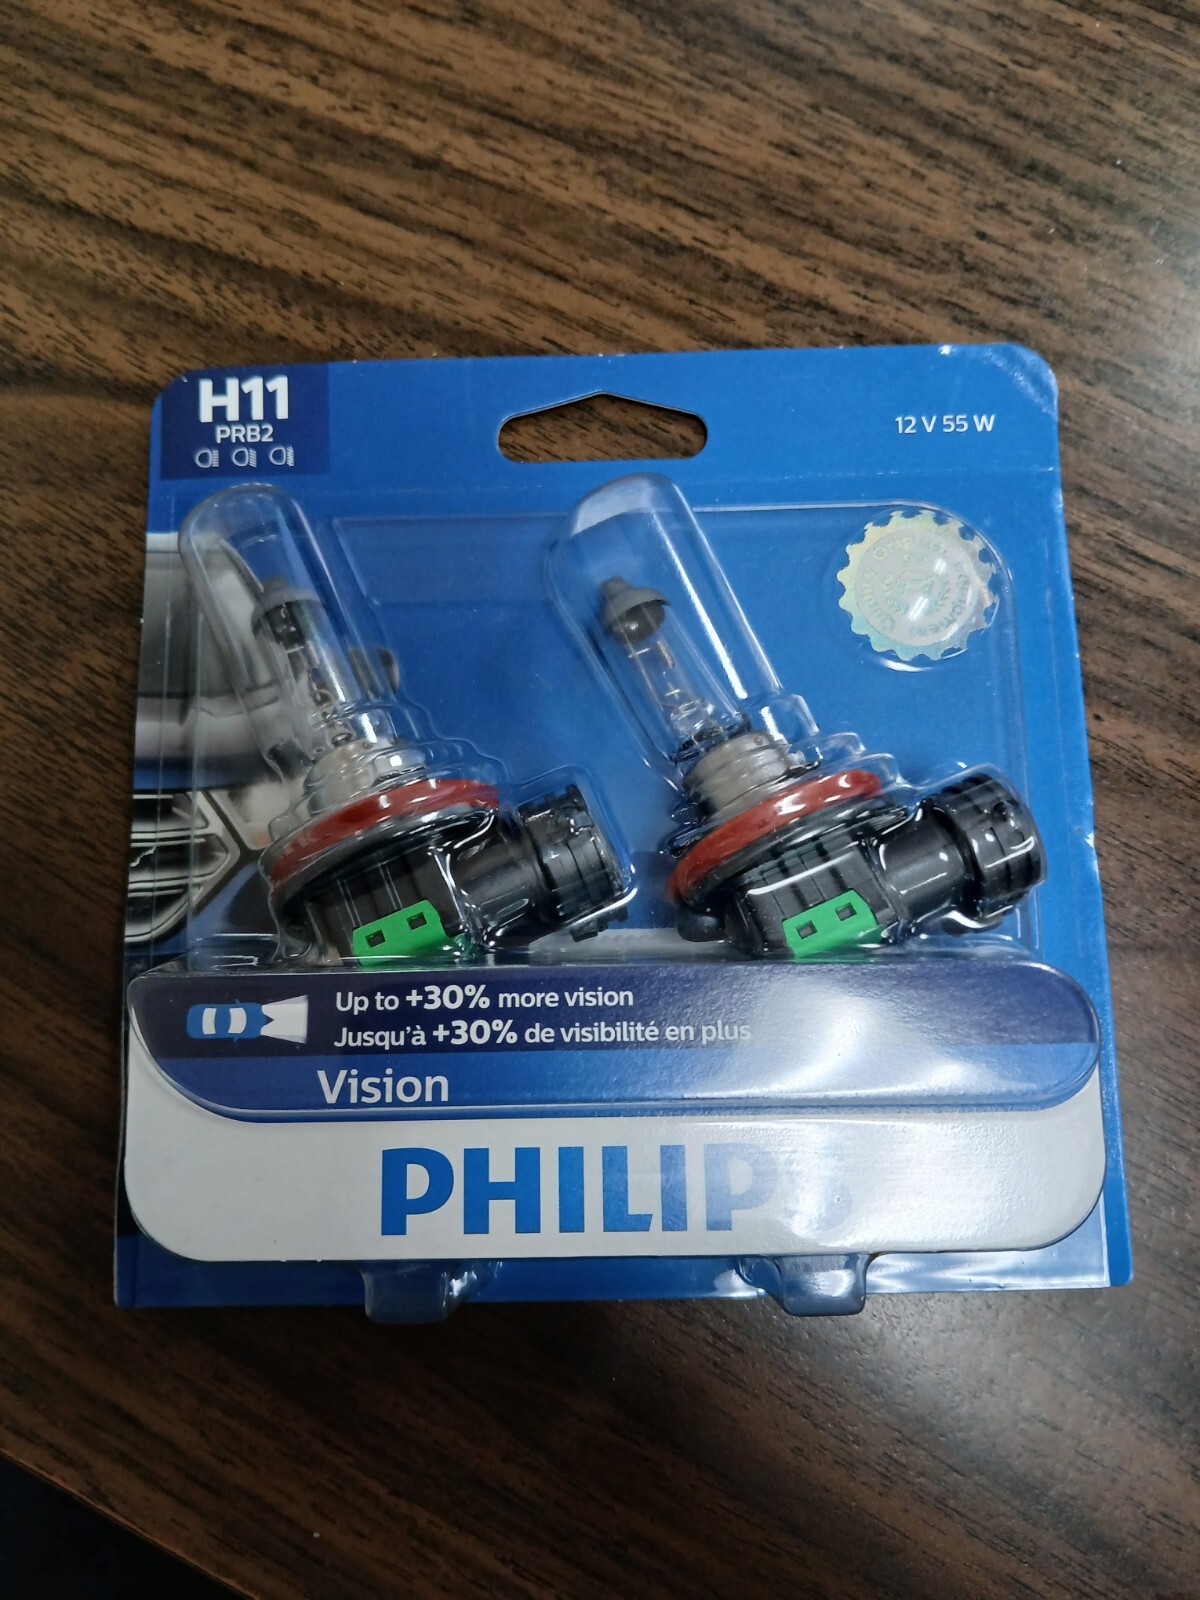 H11
PRB2
12 V 55 W
Up to +30% more vision
Jusqu'à +30% de visibilité en plus
Vision
PHILIPS